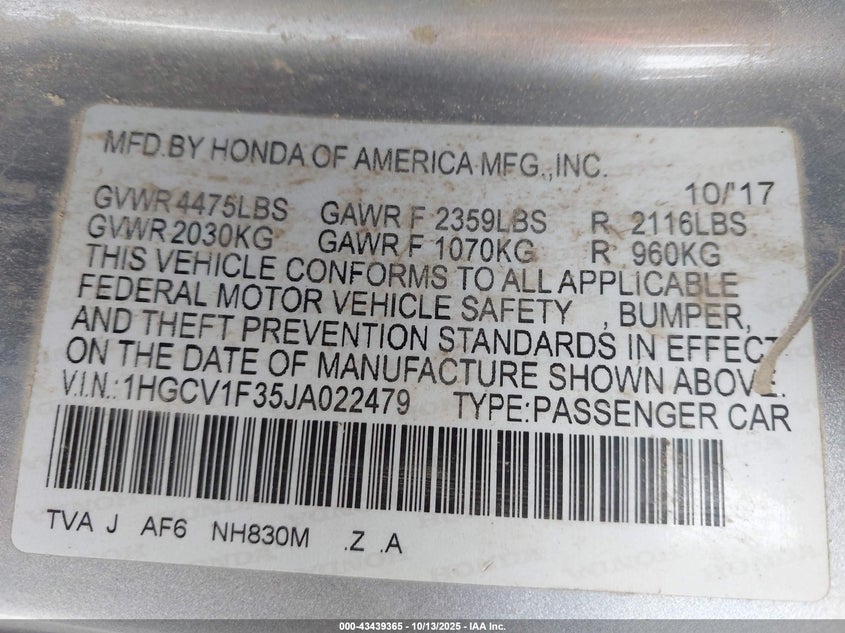 MFD.BY HONDA OF AMERICA MFG.,INC.
10/'17
GVWR 4475LBS GAWR F 2359LBS R 2116LBS
GVWR 2030KG GAWR F 1070KG R 960KG
THIS VEHICLE CONFORMS TO ALL APPLICABLE
FEDERAL MOTOR VEHICLE SAFETY , BUMPER,
AND THEFT PREVENTION STANDARDS IN EFFECT
ON THE DATE OF MANUFACTURE SHOWN ABOVE.
V.I.N.:1HGCV1F35JA022479 TYPE:PASSENGER CAR
TVA J AF6 NH830M .Z .A
000-43439365 - 10/13/2025 - IAA Inc.